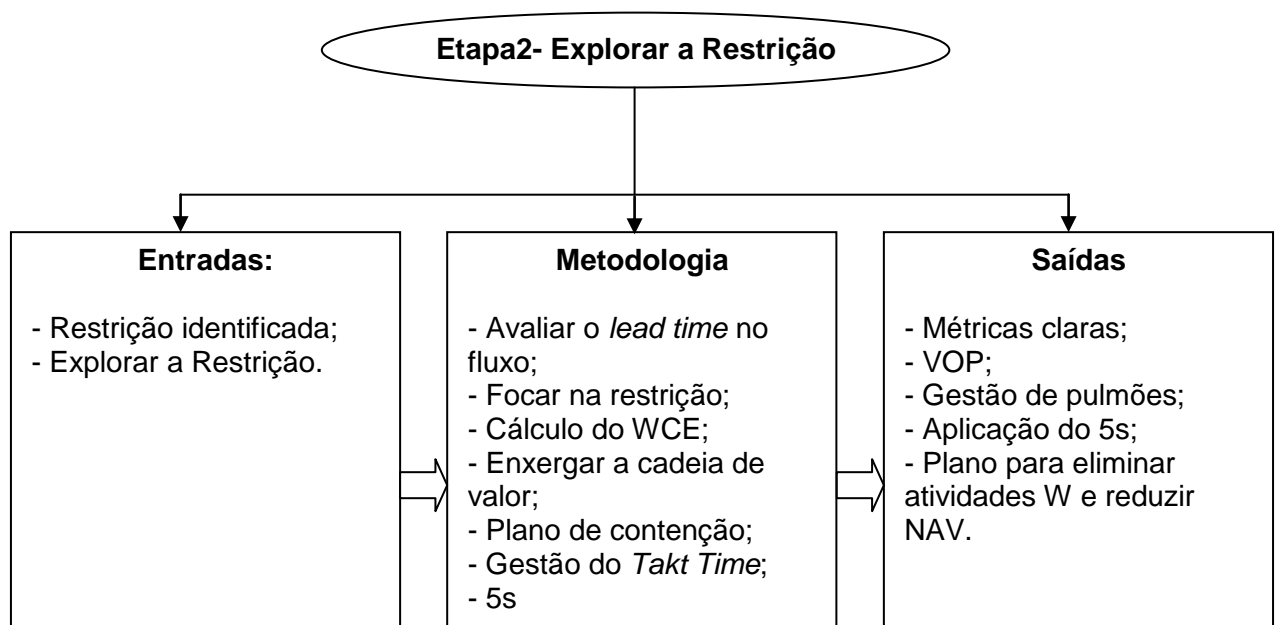 Etapa2- Explorar a Restrição
Entradas:
- Restrição identificada;
- Explorar a Restrição.
Metodologia
- Avaliar o lead time no
fluxo;
- Focar na restrição;
- Cálculo do WCE;
- Enxergar a cadeia de
valor;
- Plano de contenção;
- Gestão do Takt Time;
- 5s
Saídas
- Métricas claras;
- VOP;
- Gestão de pulmões;
- Aplicação do 5s;
- Plano para eliminar
atividades W e reduzir
NAV.